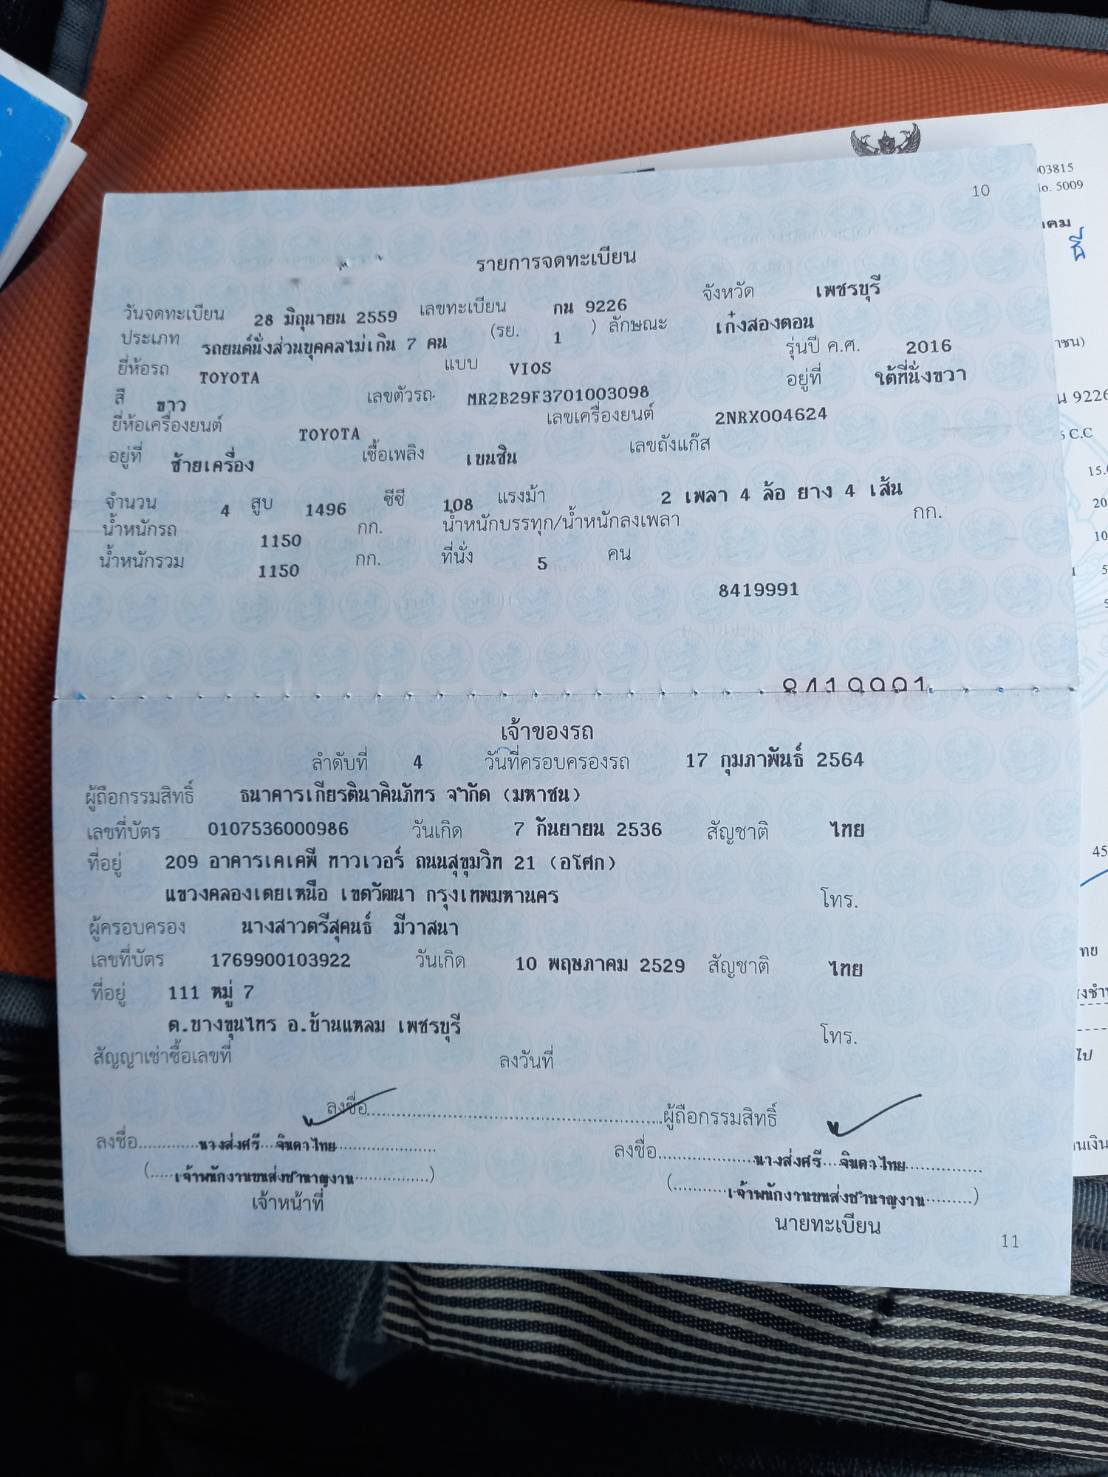 03815
No. 5009
10
รายการจดทะเบียน
วันจดทะเบียน 28 มิถุนายน 2559 เลขทะเบียน กน 9226 จังหวัด เพชรบุรี
ประเภท รถยนต์นั่งส่วนบุคคลไม่เกิน 7 คน (รย. 1 ) ลักษณะ เก๋งสองตอน
ยี่ห้อรถ TOYOTA แบบ VIOS รุ่นปี ค.ศ. 2016
สี ขาว เลขตัวรถ MR2B29F3701003098 อยู่ที่ ใต้ที่นั่งขวา
ยี่ห้อเครื่องยนต์ TOYOTA เลขเครื่องยนต์ 2NRX004624
อยู่ที่ ซ้ายเครื่อง เชื้อเพลิง เบนซิน เลขถังแก๊ส
จำนวน 4 สูบ 1496 ซีซี 108 แรงม้า 2 เพลา 4 ล้อ ยาง 4 เส้น
น้ำหนักรถ 1150 กก. น้ำหนักบรรทุก/น้ำหนักลงเพลา กก.
น้ำหนักรวม 1150 กก. ที่นั่ง 5 คน
8419991
เจ้าของรถ
ลำดับที่ 4 วันที่ครอบครองรถ 17 กุมภาพันธ์ 2564
ผู้ถือกรรมสิทธิ์ ธนาคารเกียรตินาคินภัทร จำกัด (มหาชน)
เลขที่บัตร 0107536000986 วันเกิด 7 กันยายน 2536 สัญชาติ ไทย
ที่อยู่ 209 อาคารเคเคพี ทาวเวอร์ ถนนสุขุมวิท 21 (อโศก)
แขวงคลองเตยเหนือ เขตวัฒนา กรุงเทพมหานคร โทร.
ผู้ครอบครอง นางสาวตรีสุคนธ์ มีวาสนา
เลขที่บัตร 1769900103922 วันเกิด 10 พฤษภาคม 2529 สัญชาติ ไทย
ที่อยู่ 111 หมู่ 7
ต.บางขุนไทร อ.บ้านแหลม เพชรบุรี โทร.
สัญญาเช่าซื้อเลขที่ ลงวันที่
ลงชื่อ ผู้ถือกรรมสิทธิ์
ลงชื่อ นางส่งศรี จินดาไทย ลงชื่อ นางส่งศรี จินดาไทย
(เจ้าพนักงานขนส่งชำนาญงาน) (เจ้าพนักงานขนส่งชำนาญงาน)
เจ้าหน้าที่ นายทะเบียน
11